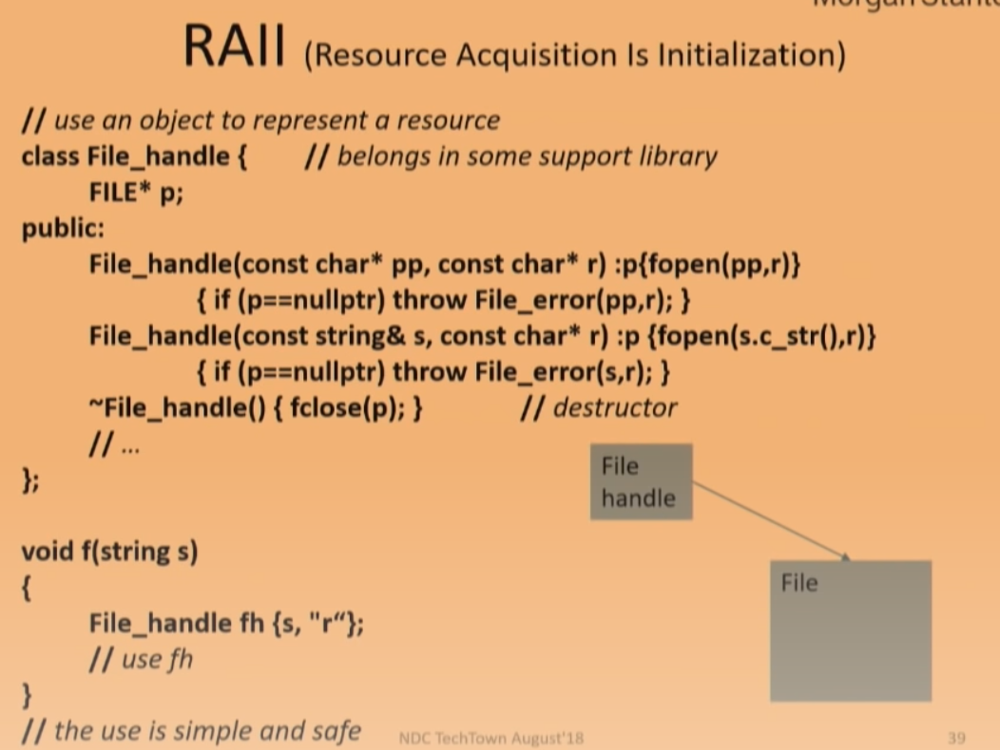 RAII (Resource Acquisition Is Initialization)
// use an object to represent a resource
class File_handle { // belongs in some support library
FILE* p;
public:
File_handle(const char* pp, const char* r) :p{fopen(pp,r)}
{ if (p==nullptr) throw File_error(pp,r); }
File_handle(const string& s, const char* r) :p {fopen(s.c_str(),r)}
{ if (p==nullptr) throw File_error(s,r); }
~File_handle() { fclose(p); } // destructor
// ...
};
File
handle
void f(string s)
{
File_handle fh {s, "r“};
// use fh
}
// the use is simple and safe
File
NDC TechTown August'18
39